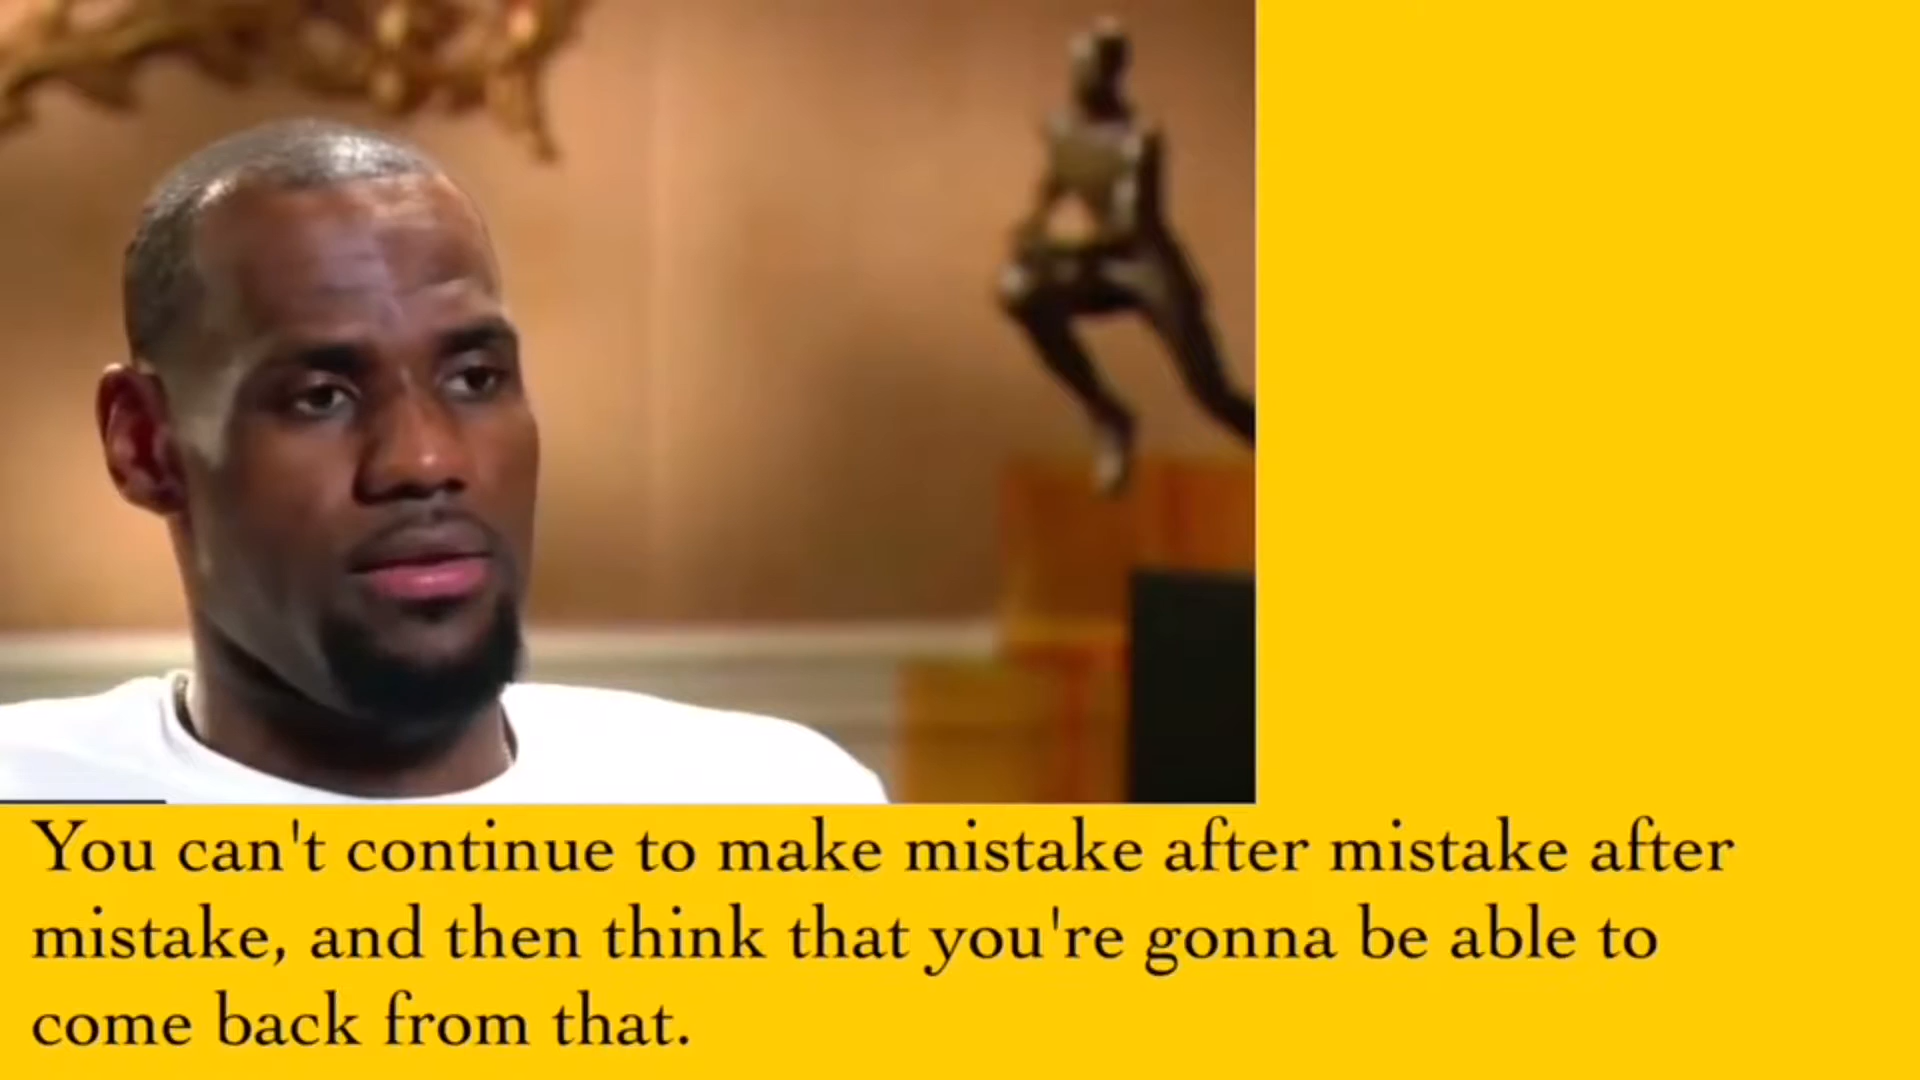 You can't continue to make mistake after mistake after
mistake, and then think that you're gonna be able to
come back from that.